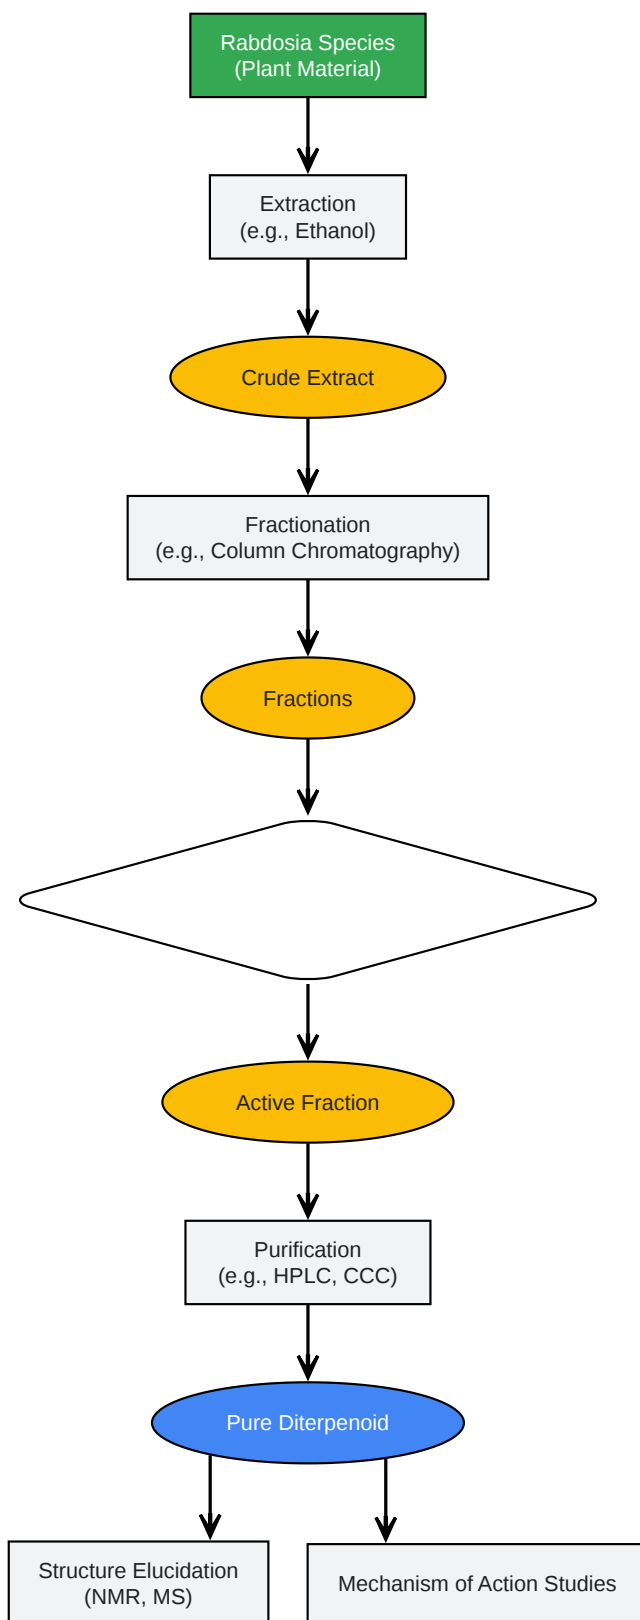 Rabdosia Species
(Plant Material)
Extraction
(e.g., Ethanol)
Crude Extract
Fractionation
(e.g., Column Chromatography)
Fractions
Active Fraction
Purification
(e.g., HPLC, CCC)
Pure Diterpenoid
Structure Elucidation
(NMR, MS)
Mechanism of Action Studies